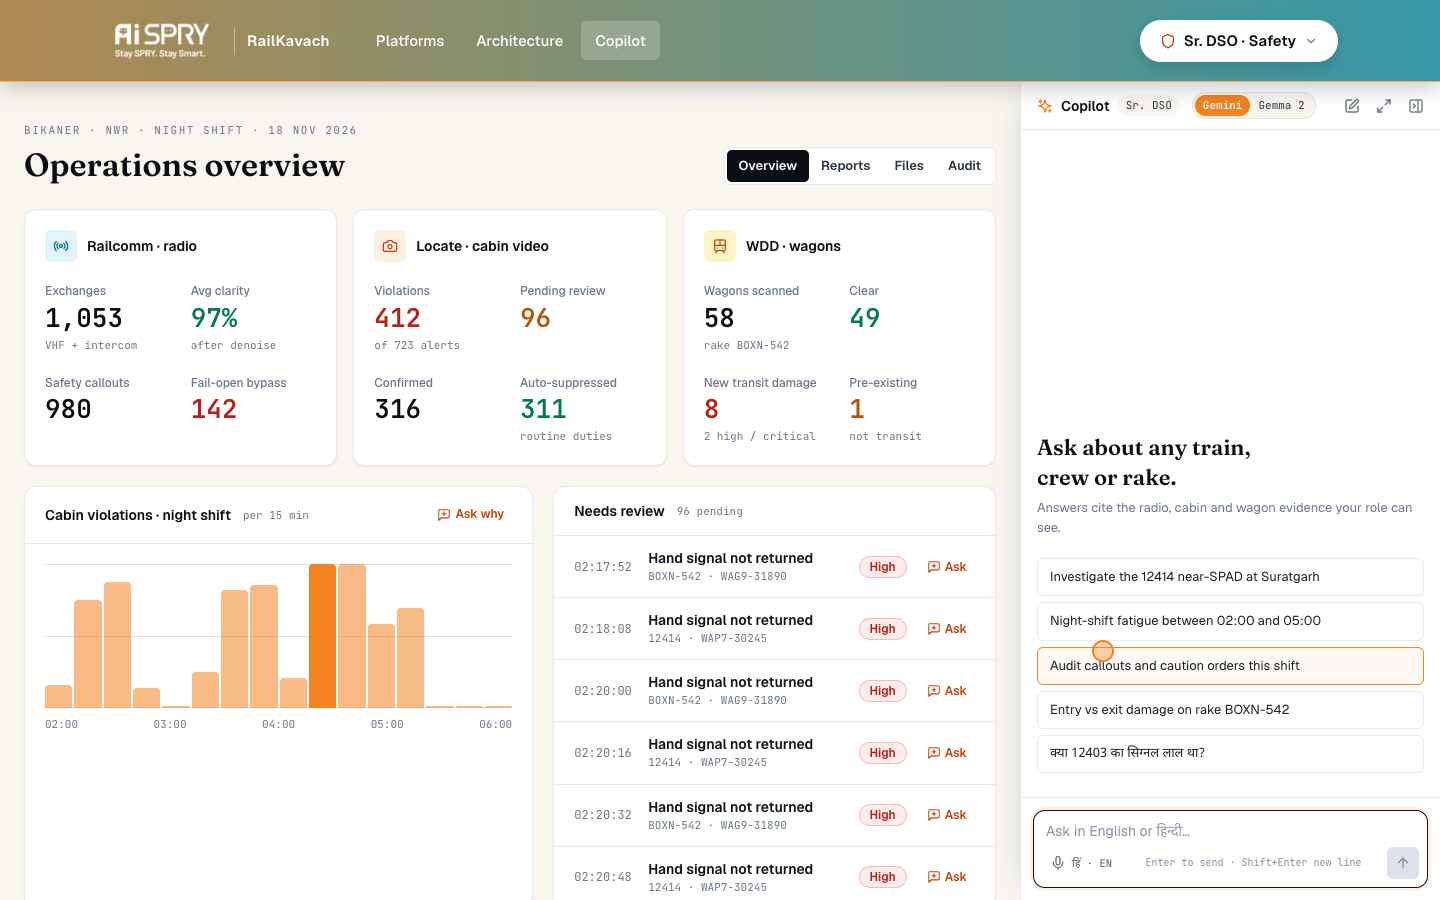 AiSPRY
Stay SPRY. Stay Smart.
RailKavach
Platforms
Architecture
Copilot
Sr. DSO · Safety
BIKANER · NWR · NIGHT SHIFT · 18 NOV 2026
Operations overview
Overview
Reports
Files
Audit
Railcomm · radio
Exchanges
Avg clarity
1,053
97%
VHF + intercom
after denoise
Safety callouts
Fail-open bypass
980
142
Locate · cabin video
Violations
Pending review
412
96
of 723 alerts
Confirmed
Auto-suppressed
316
311
routine duties
WDD · wagons
Wagons scanned
Clear
58
49
rake BOXN-542
New transit damage
Pre-existing
8
1
2 high / critical
not transit
Cabin violations · night shift per 15 min
Ask why
02:00 03:00 04:00 05:00 06:00
Needs review 96 pending
02:17:52 Hand signal not returned High Ask
BOXN-542 · WAG9-31890
02:18:08 Hand signal not returned High Ask
12414 · WAP7-30245
02:20:00 Hand signal not returned High Ask
BOXN-542 · WAG9-31890
02:20:16 Hand signal not returned High Ask
12414 · WAP7-30245
02:20:32 Hand signal not returned High Ask
BOXN-542 · WAG9-31890
02:20:48 Hand signal not returned High Ask
12414 · WAP7-30245
Copilot Sr. DSO Gemini Gemma 2
Ask about any train,
crew or rake.
Answers cite the radio, cabin and wagon evidence your role can
see.
Investigate the 12414 near-SPAD at Suratgarh
Night-shift fatigue between 02:00 and 05:00
Audit callouts and caution orders this shift
Entry vs exit damage on rake BOXN-542
क्या 12403 का सिग्नल लाल था?
Ask in English or हिन्दी…
हिं · EN
Enter to send · Shift+Enter new line